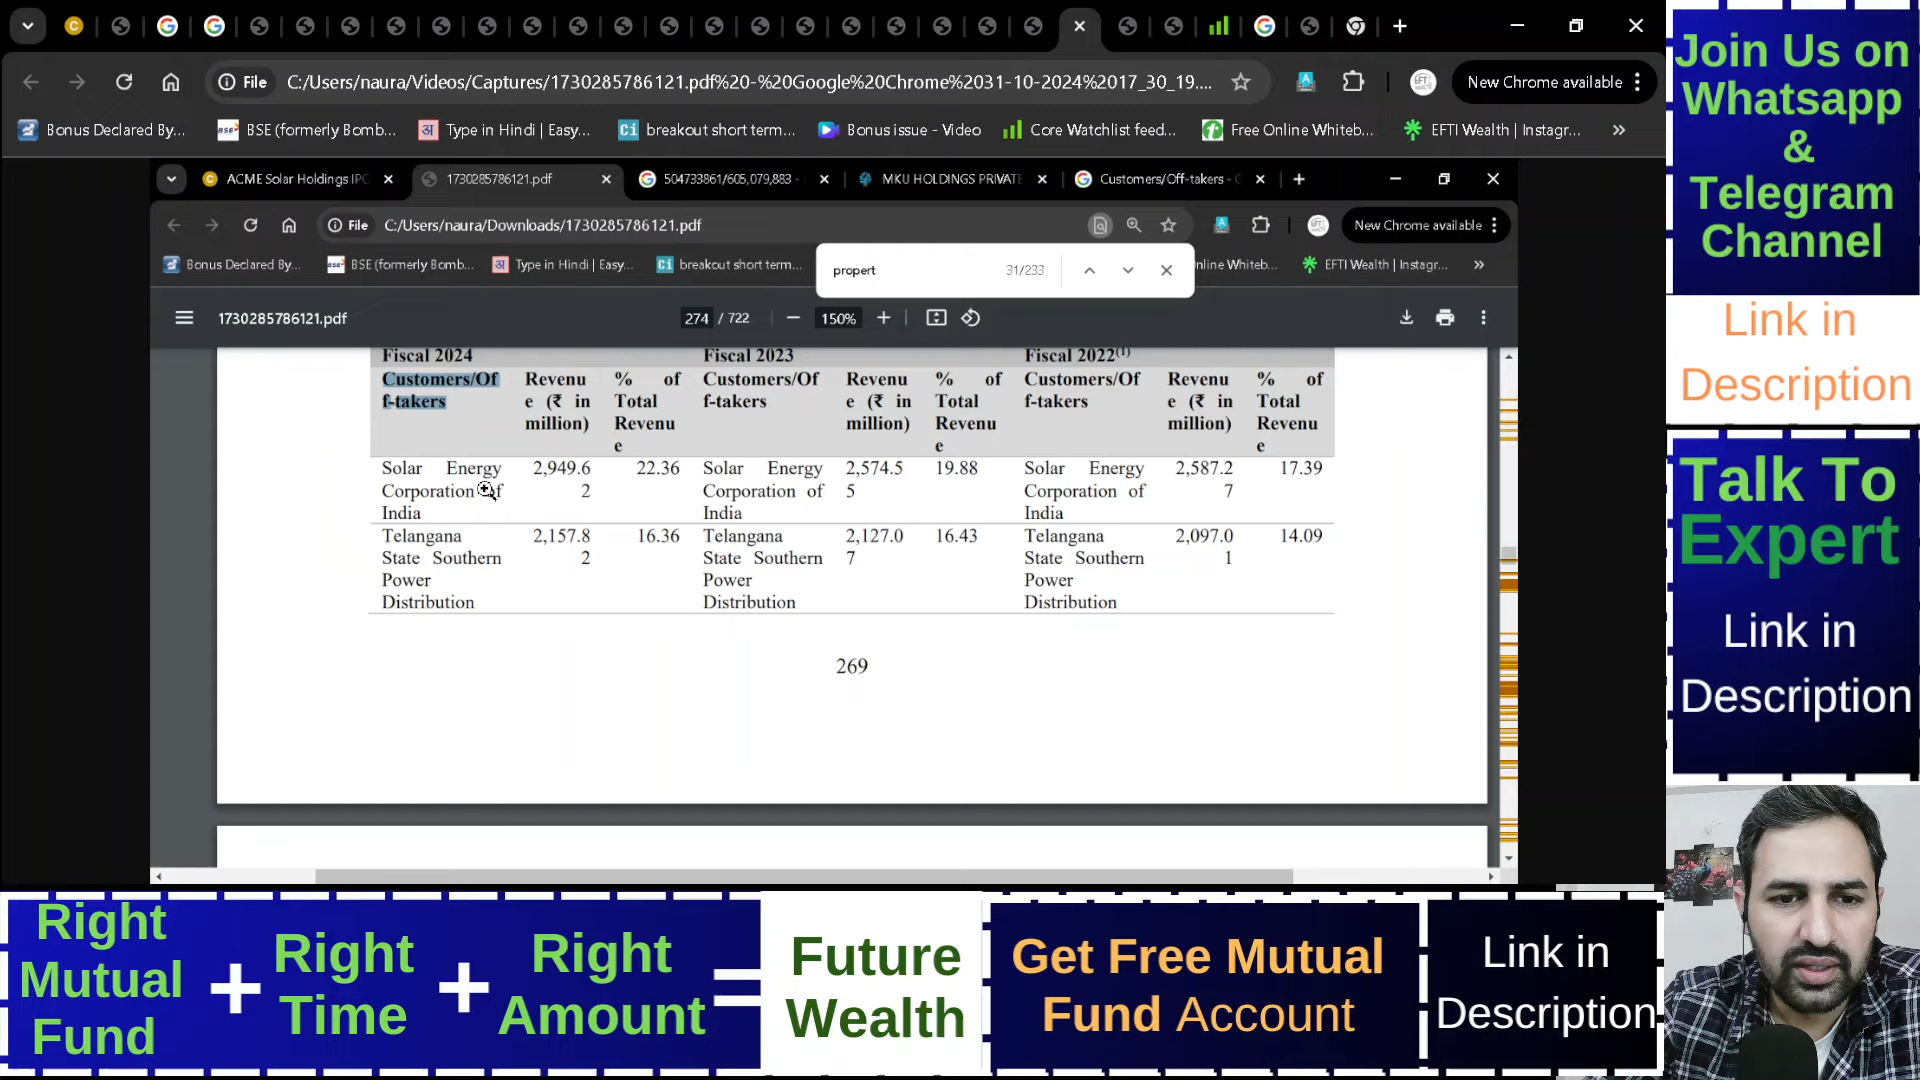 File
C:/Users/naura/Videos/Captures/1730285786121.pdf%20-%20Google%20Chrome%2031-10-2024%2017_30_19....
New Chrome available
Bonus Declared By...
BSE (formerly Bomb...
Type in Hindi | Easy...
breakout short term...
Bonus issue - Video
Core Watchlist feed...
Free Online Whiteb...
EFTI Wealth | Instagr...
ACME Solar Holdings IPO
1730285786121.pdf
504733861/605,079,883 -
MKU HOLDINGS PRIVATE
Customers/Off-takers - G
File
C:/Users/naura/Downloads/1730285786121.pdf
New Chrome available
Bonus Declared By...
BSE (formerly Bomb...
Type in Hindi | Easy...
breakout short term...
nline Whiteb...
EFTI Wealth | Instagr...
propert
31/233
1730285786121.pdf
274 / 722
150%
Fiscal 2024 Fiscal 2023 Fiscal 2022(1)
Customers/Of Revenu % of Customers/Of Revenu % of Customers/Of Revenu % of
f-takers e (₹ in Total f-takers e (₹ in Total f-takers e (₹ in Total
million) Revenu million) Revenu million) Revenu
e e e
Solar Energy 2,949.6 22.36 Solar Energy 2,574.5 19.88 Solar Energy 2,587.2 17.39
Corporation of 2 Corporation of 5 Corporation of 7
India India India
Telangana 2,157.8 16.36 Telangana 2,127.0 16.43 Telangana 2,097.0 14.09
State Southern 2 State Southern 7 State Southern 1
Power Power Power
Distribution Distribution Distribution
269
Join Us on
Whatsapp
&
Telegram
Channel
Link in
Description
Talk To
Expert
Link in
Description
Right
Mutual
Fund
+
Right
Time
+
Right
Amount
=
Future
Wealth
Get Free Mutual
Fund Account
Link in
Description